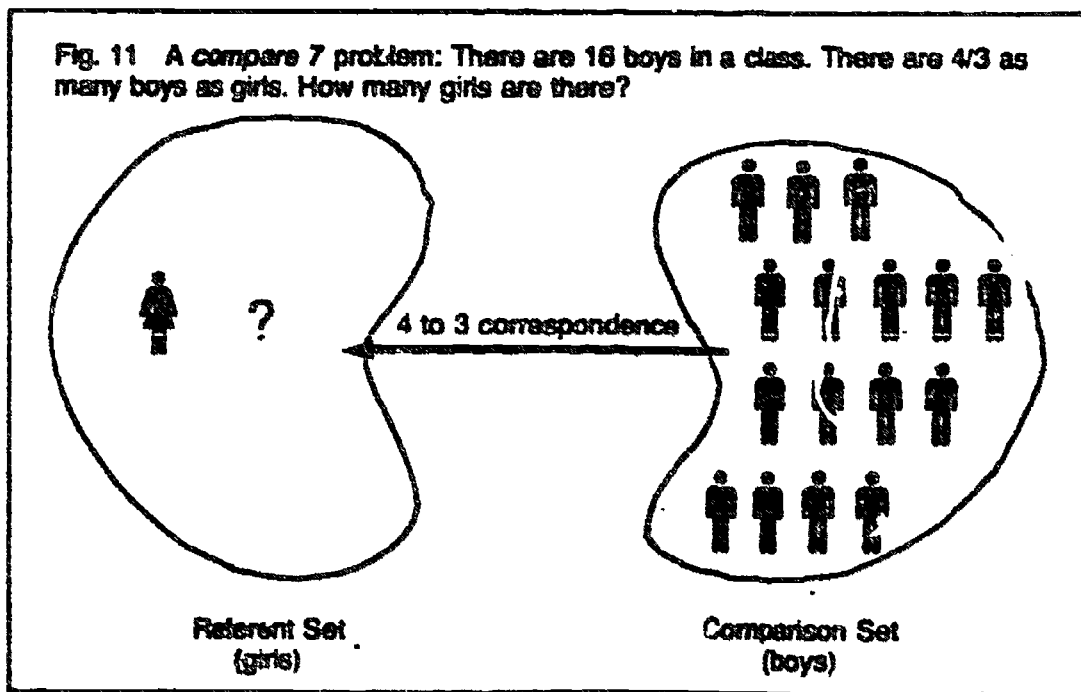 Fig. 11 A compare 7 problem: There are 16 boys in a class. There are 4/3 as
many boys as girls. How many girls are there?
?
4 to 3 correspondence
Referent Set
(girls)
Comparison Set
(boys)